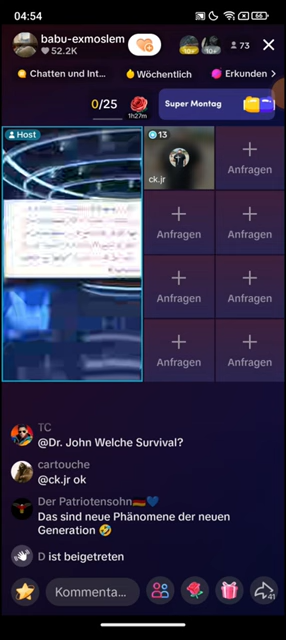 04:54
66
babu-exmoslem
52.2K
73
Chatten und Int...
Wöchentlich
Erkunden
0/25
1h27m
Super Montag
Host
13
ck.jr
Anfragen
Anfragen
Anfragen
Anfragen
Anfragen
Anfragen
Anfragen
TC
@Dr. John Welche Survival?
cartouche
@ck.jr ok
Der Patriotensohn🇩🇪💙
Das sind neue Phänomene der neuen
Generation 🤣
D ist beigetreten
Kommenta...
41